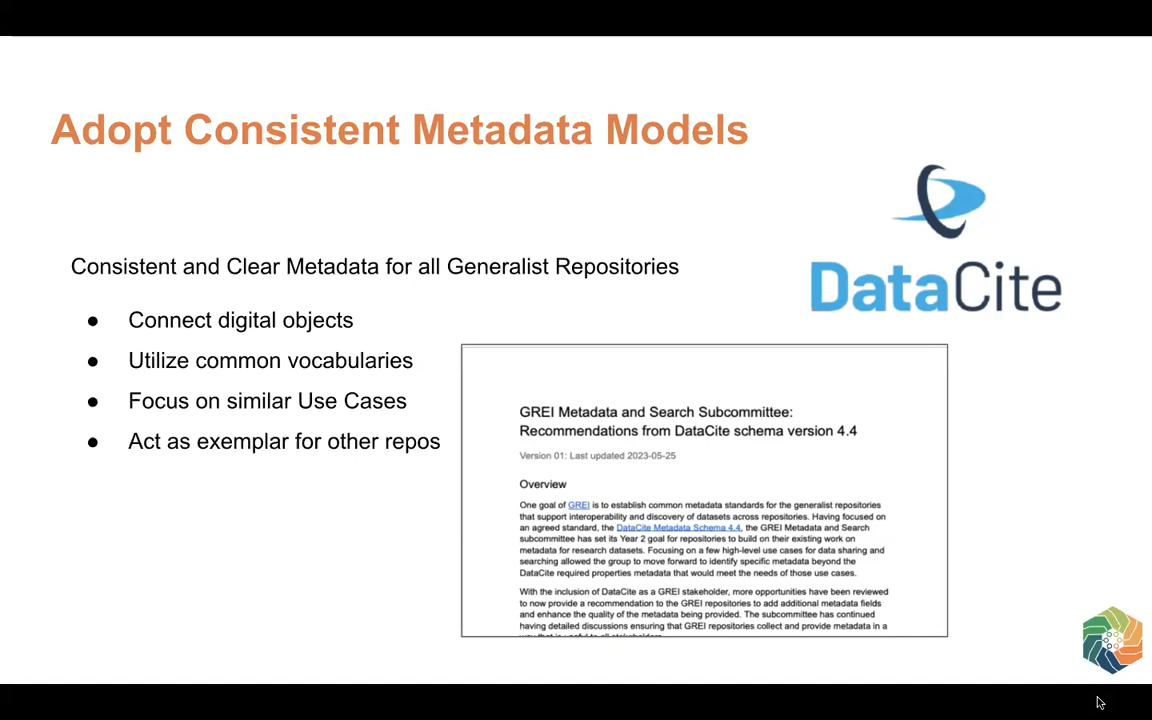 Adopt Consistent Metadata Models
DataCite
Consistent and Clear Metadata for all Generalist Repositories
● Connect digital objects
● Utilize common vocabularies
● Focus on similar Use Cases
● Act as exemplar for other repos
GREI Metadata and Search Subcommittee:
Recommendations from DataCite schema version 4.4
Version 01: Last updated 2023-05-25
Overview
One goal of GREI is to establish common metadata standards for the generalist repositories
that support interoperability and discovery of datasets across repositories. Having focused on
an agreed standard, the DataCite Metadata Schema 4.4, the GREI Metadata and Search
subcommittee has set its Year 2 goal for repositories to build on their existing work on
metadata for research datasets. Focusing on a few high-level use cases for data sharing and
searching allowed the group to move forward to identify specific metadata beyond the
DataCite required properties metadata that would meet the needs of those use cases.
With the inclusion of DataCite as a GREI stakeholder, more opportunities have been reviewed
to now provide a recommendation to the GREI repositories to add additional metadata fields
and enhance the quality of the metadata being provided. The subcommittee has continued
having detailed discussions ensuring that GREI repositories collect and provide metadata in a
way that is useful to all stakeholders.